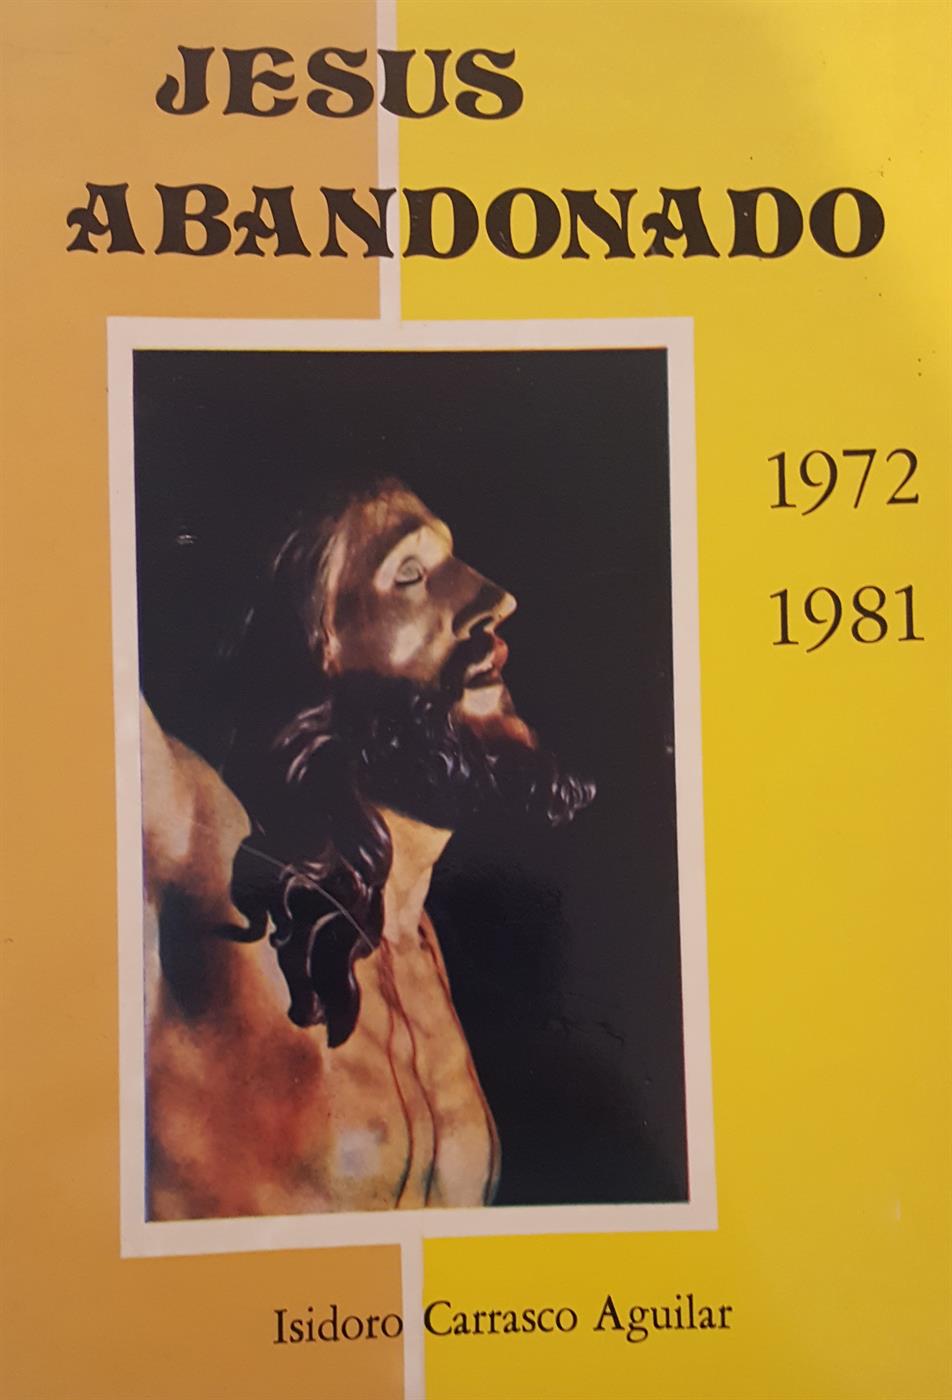 JESUS
ABANDONADO
1972
1981
Isidoro Carrasco Aguilar